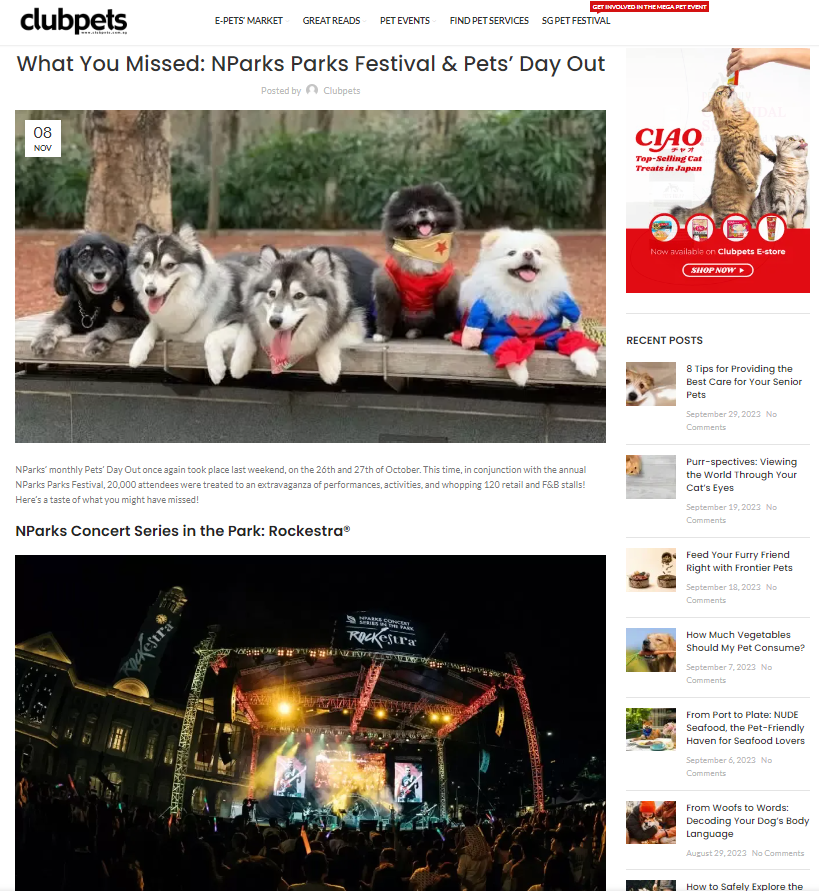 GET INVOLVED IN THE MEGA PET EVENT
clubpets
www.clubpets.com.sg
E-PETS' MARKET
GREAT READS
PET EVENTS
FIND PET SERVICES
SG PET FESTIVAL
What You Missed: NParks Parks Festival & Pets’ Day Out
Posted by Clubpets
08
NOV
NParks’ monthly Pets’ Day Out once again took place last weekend, on the 26th and 27th of October. This time, in conjunction with the annual
NParks Parks Festival, 20,000 attendees were treated to an extravaganza of performances, activities, and whopping 120 retail and F&B stalls!
Here’s a taste of what you might have missed!
NParks Concert Series in the Park: Rockestra®
Rockestra
NPARKS CONCERT
SERIES IN THE PARK
Rockestra
CIAO
チャオ
Top-Selling Cat
Treats in Japan
Now available on Clubpets E-store
SHOP NOW
RECENT POSTS
8 Tips for Providing the
Best Care for Your Senior
Pets
September 29, 2023 No
Comments
Purr-spectives: Viewing
the World Through Your
Cat’s Eyes
September 19, 2023 No
Comments
Feed Your Furry Friend
Right with Frontier Pets
September 18, 2023 No
Comments
How Much Vegetables
Should My Pet Consume?
September 7, 2023 No
Comments
From Port to Plate: NUDE
Seafood, the Pet-Friendly
Haven for Seafood Lovers
September 6, 2023 No
Comments
From Woofs to Words:
Decoding Your Dog’s Body
Language
August 29, 2023 No Comments
How to Safely Explore the